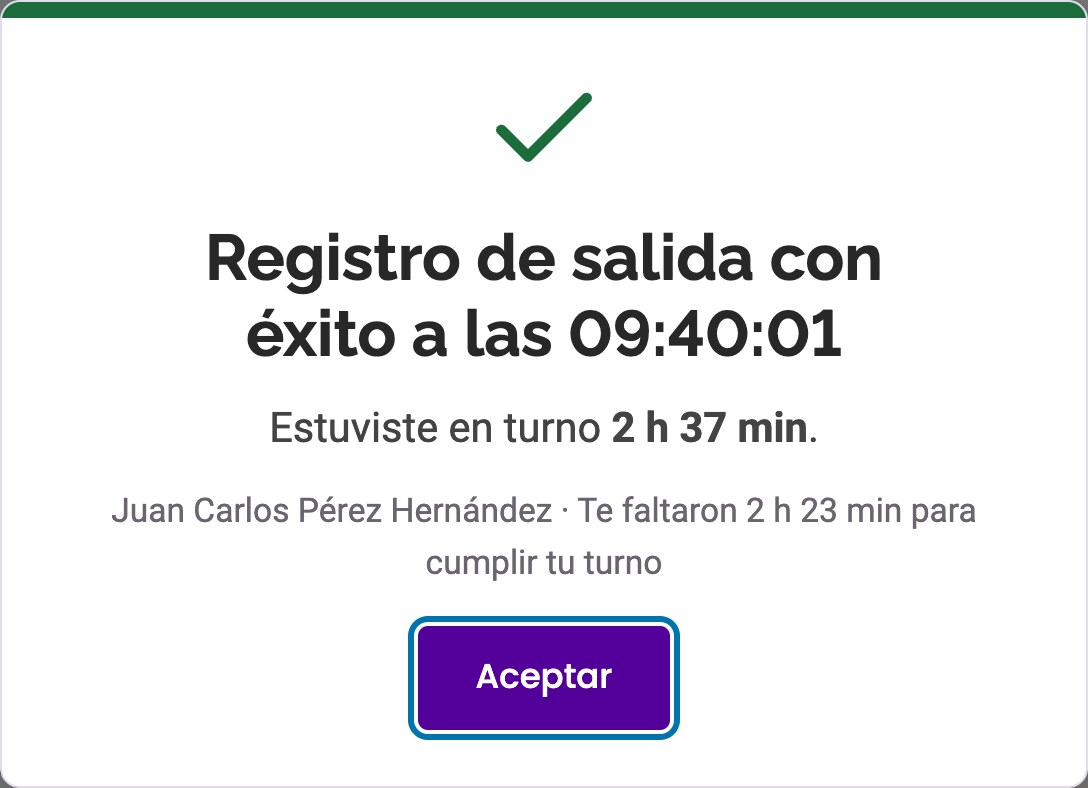 Registro de salida con
éxito a las 09:40:01
Estuviste en turno 2 h 37 min.
Juan Carlos Pérez Hernández · Te faltaron 2 h 23 min para
cumplir tu turno
Aceptar